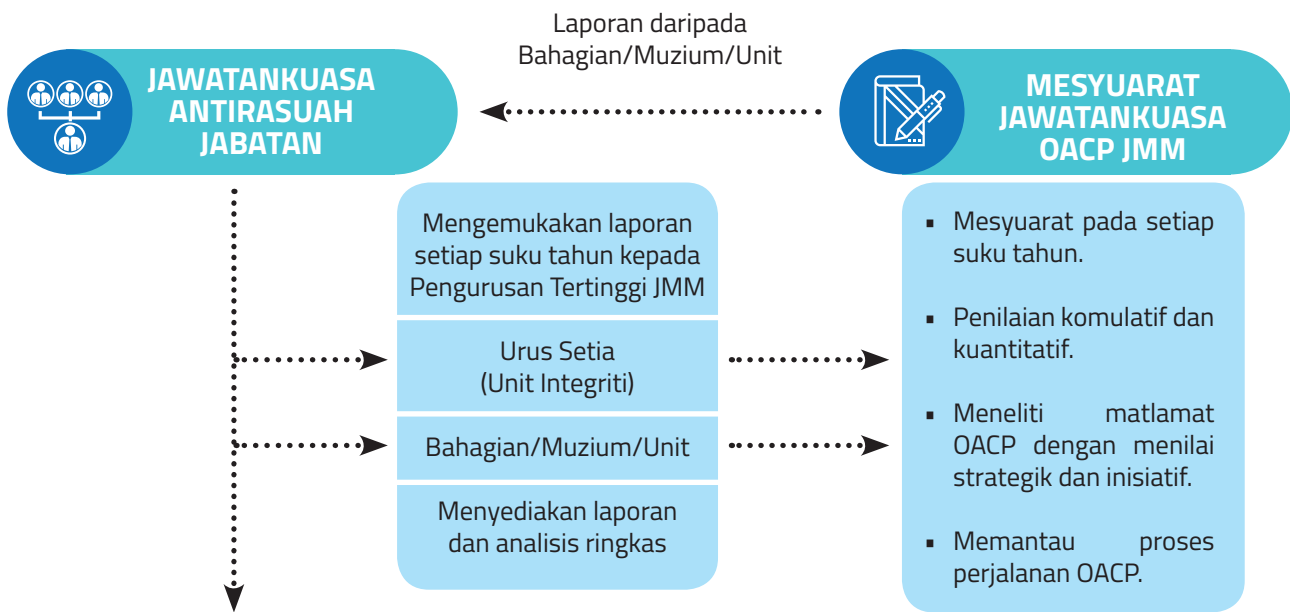 Laporan daripada
Bahagian/Muzium/Unit
JAWATANKUASA
ANTIRASUAH
JABATAN
MESYUARAT
JAWATANKUASA
OACP JMM
Mengemukakan laporan
setiap suku tahun kepada
Pengurusan Tertinggi JMM
Urus Setia
(Unit Integriti)
Bahagian/Muzium/Unit
Menyediakan laporan
dan analisis ringkas
▪ Mesyuarat pada setiap
suku tahun.
▪ Penilaian komulatif dan
kuantitatif.
▪ Meneliti matlamat
OACP dengan menilai
strategik dan inisiatif.
▪ Memantau proses
perjalanan OACP.